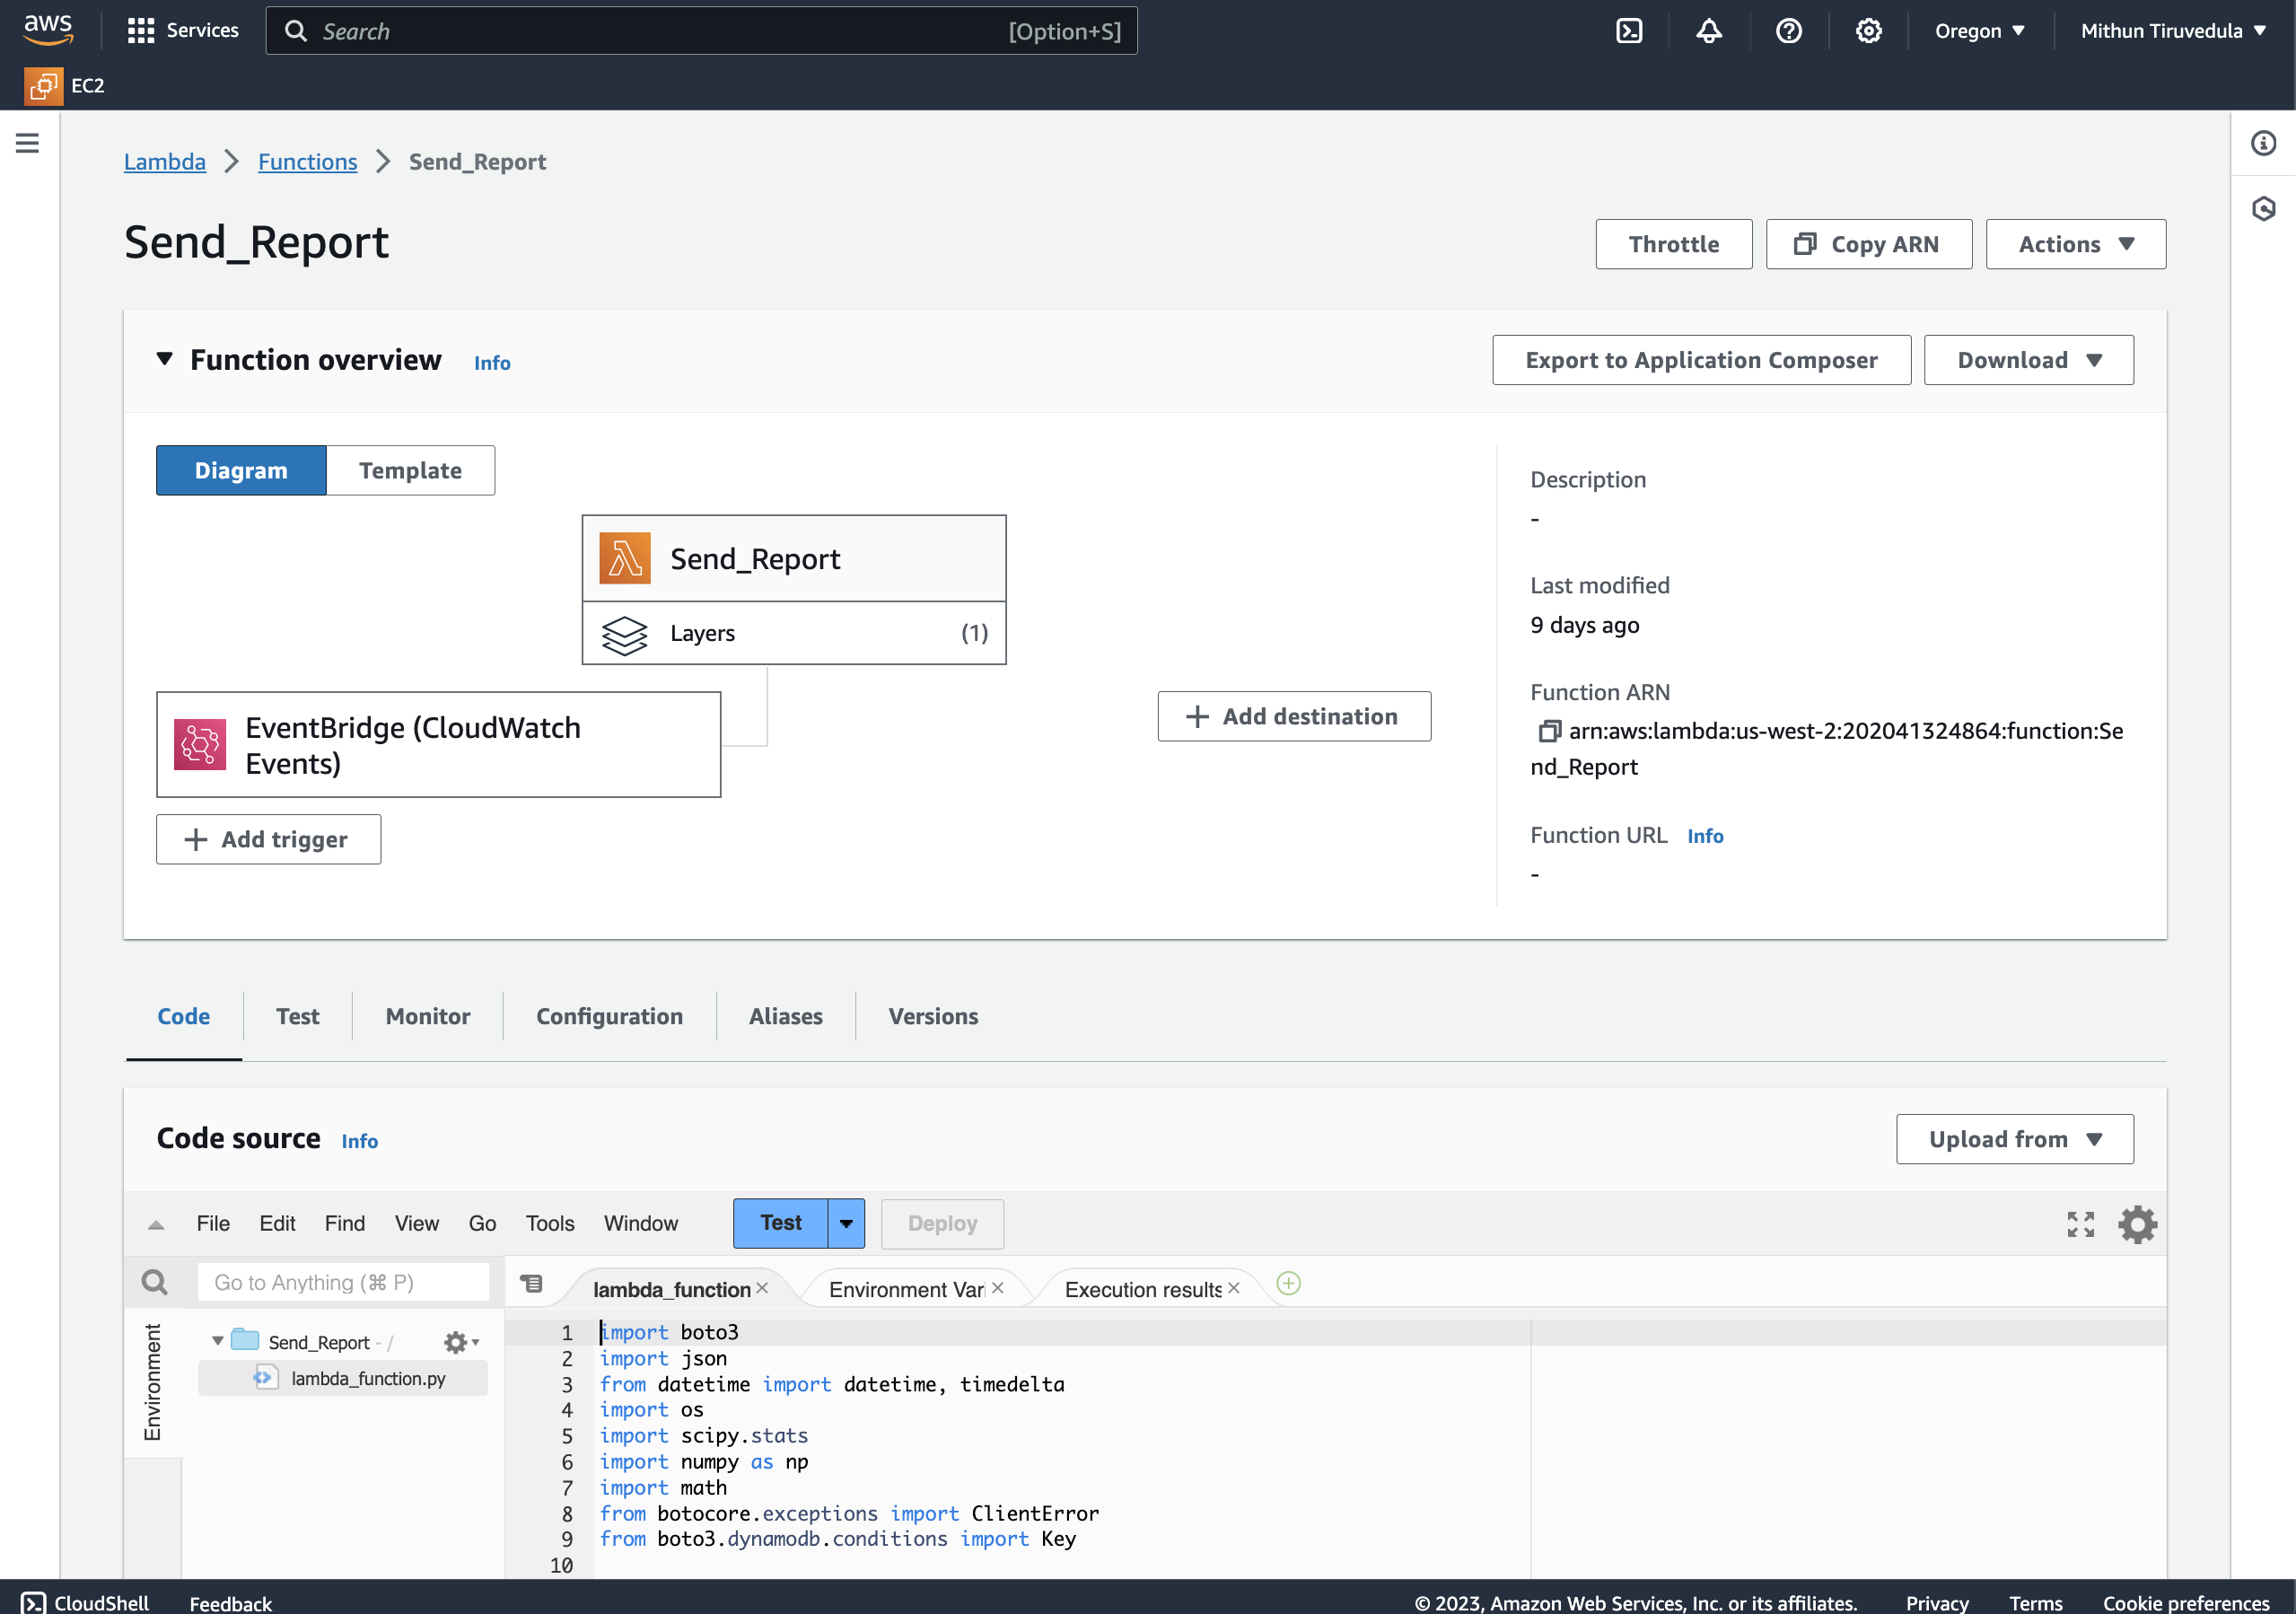 aws
Services
Search
[Option+S]
Oregon
Mithun Tiruvedula
EC2
Lambda
Functions
Send_Report
Send_Report
Throttle
Copy ARN
Actions
Function overview
Info
Export to Application Composer
Download
Diagram
Template
Send_Report
Layers
(1)
EventBridge (CloudWatch
Events)
Add trigger
Add destination
Description
-
Last modified
9 days ago
Function ARN
arn:aws:lambda:us-west-2:202041324864:function:Se
nd_Report
Function URL
Info
-
Code
Test
Monitor
Configuration
Aliases
Versions
Code source
Info
Upload from
File
Edit
Find
View
Go
Tools
Window
Test
Deploy
Go to Anything (⌘ P)
lambda_function
Environment Var
Execution results
Environment
Send_Report - /
lambda_function.py
1 import boto3
2 import json
3 from datetime import datetime, timedelta
4 import os
5 import scipy.stats
6 import numpy as np
7 import math
8 from botocore.exceptions import ClientError
9 from boto3.dynamodb.conditions import Key
10
CloudShell
Feedback
© 2023, Amazon Web Services, Inc. or its affiliates.
Privacy
Terms
Cookie preferences